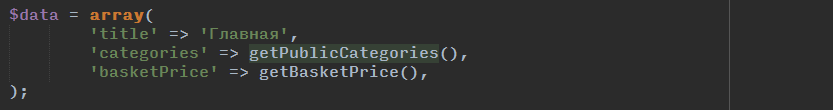 $data = array(
'title' => 'Главная',
'categories' => getPublicCategories(),
'basketPrice' => getBasketPrice(),
);